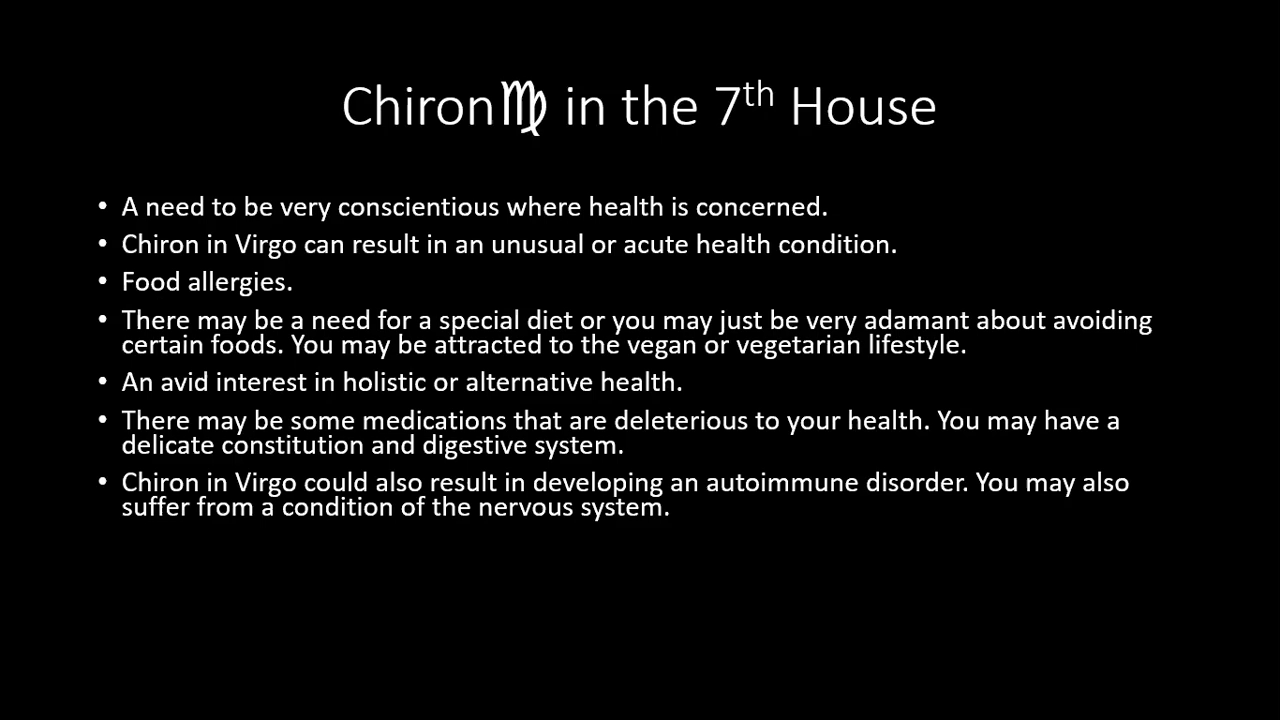 Chiron♍ in the 7th House
• A need to be very conscientious where health is concerned.
• Chiron in Virgo can result in an unusual or acute health condition.
• Food allergies.
• There may be a need for a special diet or you may just be very adamant about avoiding
certain foods. You may be attracted to the vegan or vegetarian lifestyle.
• An avid interest in holistic or alternative health.
• There may be some medications that are deleterious to your health. You may have a
delicate constitution and digestive system.
• Chiron in Virgo could also result in developing an autoimmune disorder. You may also
suffer from a condition of the nervous system.